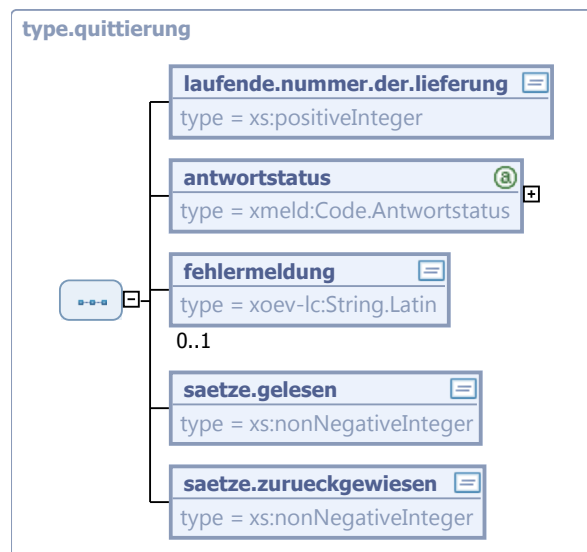 type.quittierung
laufende.nummer.der.lieferung
type = xs:positiveInteger
antwortstatus
type = xmeld:Code.Antwortstatus
fehlermeldung
type = xoev-lc:String.Latin
0..1
saetze.gelesen
type = xs:nonNegativeInteger
saetze.zurueckgewiesen
type = xs:nonNegativeInteger